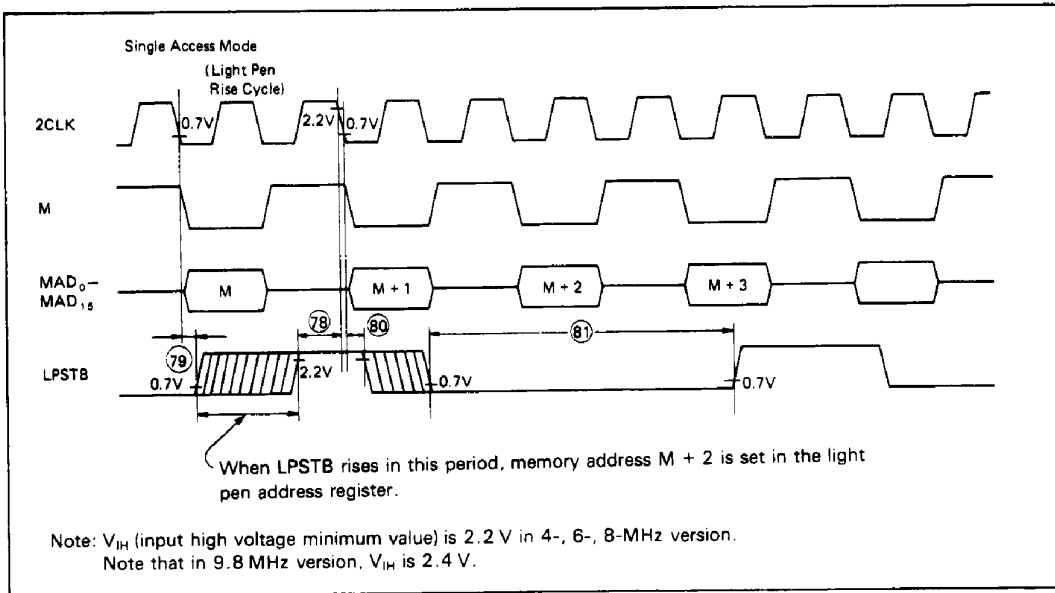 Single Access Mode
(Light Pen
Rise Cycle)
2CLK
0.7V
2.2V
0.7V
M
MAD₀–
MAD₁₅
M
M + 1
M + 2
M + 3
79
78
80
81
LPSTB
0.7V
2.2V
0.7V
0.7V
When LPSTB rises in this period, memory address M + 2 is set in the light
pen address register.
Note: V_IH (input high voltage minimum value) is 2.2 V in 4-, 6-, 8-MHz version.
Note that in 9.8 MHz version, V_IH is 2.4 V.